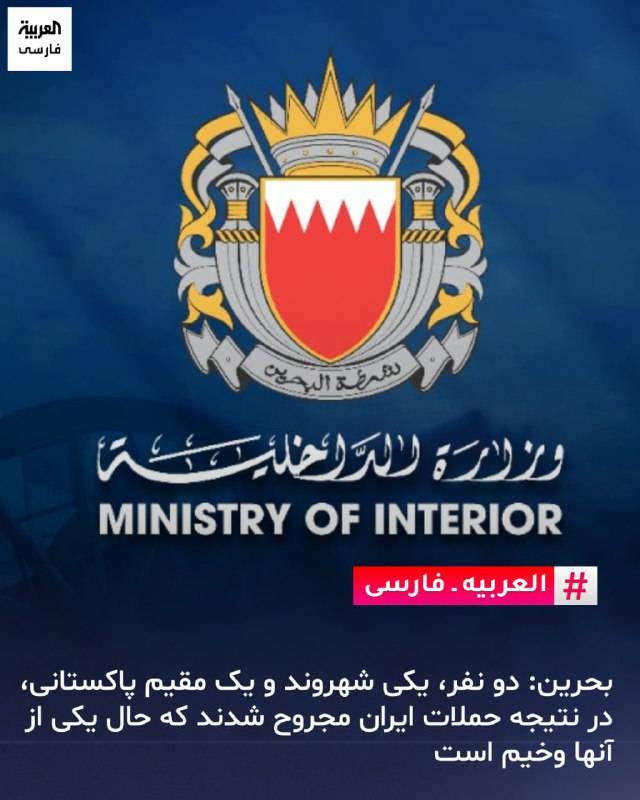 العربية
فارسی
شرطة البحرين
وزارة الداخلية
MINISTRY OF INTERIOR
# العربیه ـ فارسی
بحرین: دو نفر، یکی شهروند و یک مقیم پاکستانی،
در نتیجه حملات ایران مجروح شدند که حال یکی از
آنها وخیم است